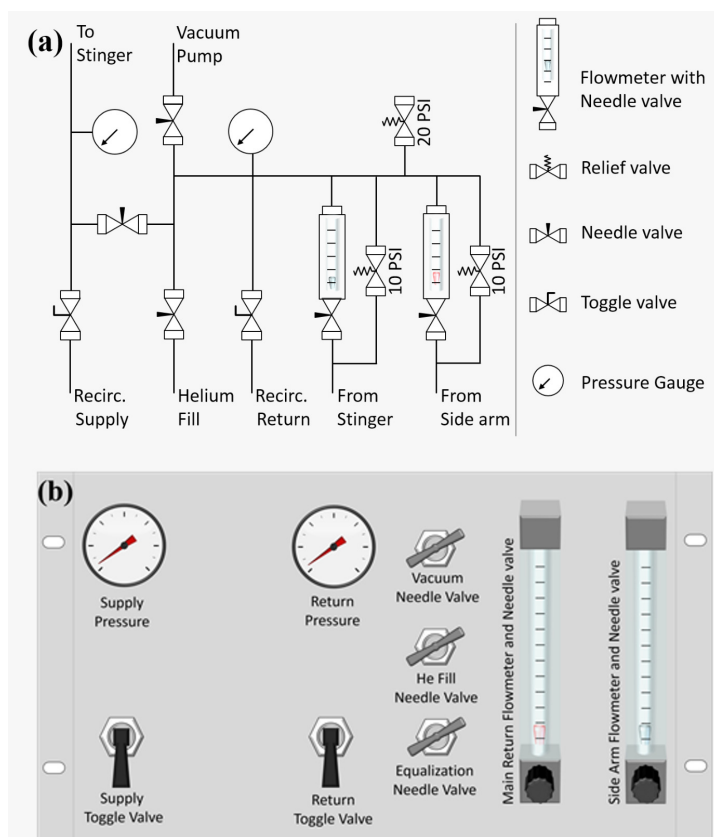 (a)
To
Stinger
Vacuum
Pump
20 PSI
10 PSI
10 PSI
Recirc.
Supply
Helium
Fill
Recirc.
Return
From
Stinger
From
Side arm
Flowmeter with
Needle valve
Relief valve
Needle valve
Toggle valve
Pressure Gauge
(b)
Supply
Pressure
Return
Pressure
Vacuum
Needle Valve
He Fill
Needle Valve
Equalization
Needle Valve
Supply
Toggle Valve
Return
Toggle Valve
Main Return Flowmeter and Needle valve
Side Arm Flowmeter and Needle valve